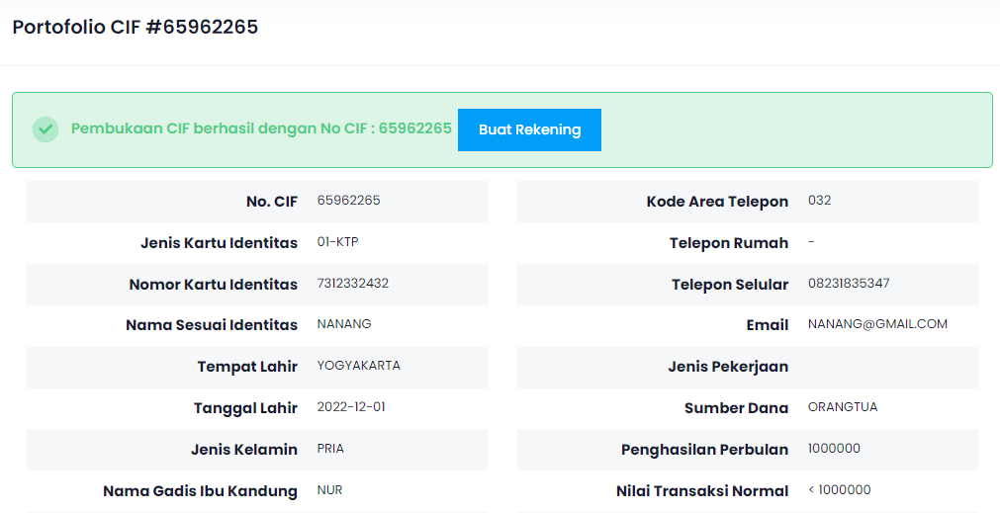 Portofolio CIF #65962265
Pembukaan CIF berhasil dengan No CIF : 65962265 Buat Rekening
No. CIF 65962265
Jenis Kartu Identitas 01-KTP
Nomor Kartu Identitas 7312332432
Nama Sesuai Identitas NANANG
Tempat Lahir YOGYAKARTA
Tanggal Lahir 2022-12-01
Jenis Kelamin PRIA
Nama Gadis Ibu Kandung NUR
Kode Area Telepon 032
Telepon Rumah -
Telepon Selular 08231835347
Email NANANG@GMAIL.COM
Jenis Pekerjaan
Sumber Dana ORANGTUA
Penghasilan Perbulan 1000000
Nilai Transaksi Normal < 1000000